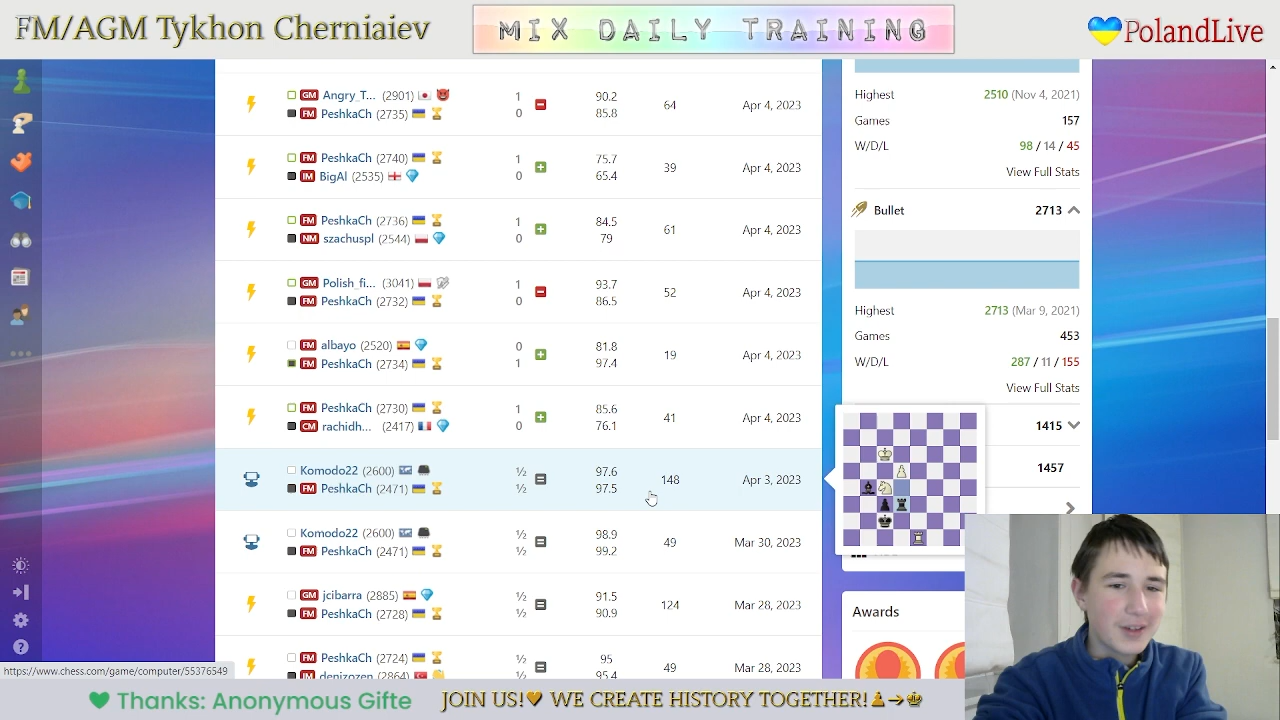 FM/AGM Tykhon Cherniaiev
MIX DAILY TRAINING
PolandLive
GM Angry_T... (2901)
FM PeshkaCh (2735)
1
0
90.2
85.8
64
Apr 4, 2023
FM PeshkaCh (2740)
IM BigAl (2535)
1
0
75.7
65.4
39
Apr 4, 2023
FM PeshkaCh (2736)
NM szachuspl (2544)
1
0
84.5
79
61
Apr 4, 2023
GM Polish_fi... (3041)
FM PeshkaCh (2732)
1
0
93.7
86.5
52
Apr 4, 2023
FM albayo (2520)
FM PeshkaCh (2734)
0
1
81.8
97.4
19
Apr 4, 2023
FM PeshkaCh (2730)
CM rachidh... (2417)
1
0
85.6
76.1
41
Apr 4, 2023
Komodo22 (2600)
FM PeshkaCh (2471)
½
½
97.6
97.5
148
Apr 3, 2023
Komodo22 (2600)
FM PeshkaCh (2471)
½
½
98.9
99.2
49
Mar 30, 2023
GM jcibarra (2885)
FM PeshkaCh (2728)
½
½
91.5
90.9
124
Mar 28, 2023
FM PeshkaCh (2724)
IM denizozen (2864)
½
½
95
95.4
49
Mar 28, 2023
Highest 2510 (Nov 4, 2021)
Games 157
W/D/L 98 / 14 / 45
View Full Stats
Bullet 2713
Highest 2713 (Mar 9, 2021)
Games 453
W/D/L 287 / 11 / 155
View Full Stats
1415
1457
Awards
https://www.chess.com/game/computer/55376549
Thanks: Anonymous Gifte
JOIN US! WE CREATE HISTORY TOGETHER!